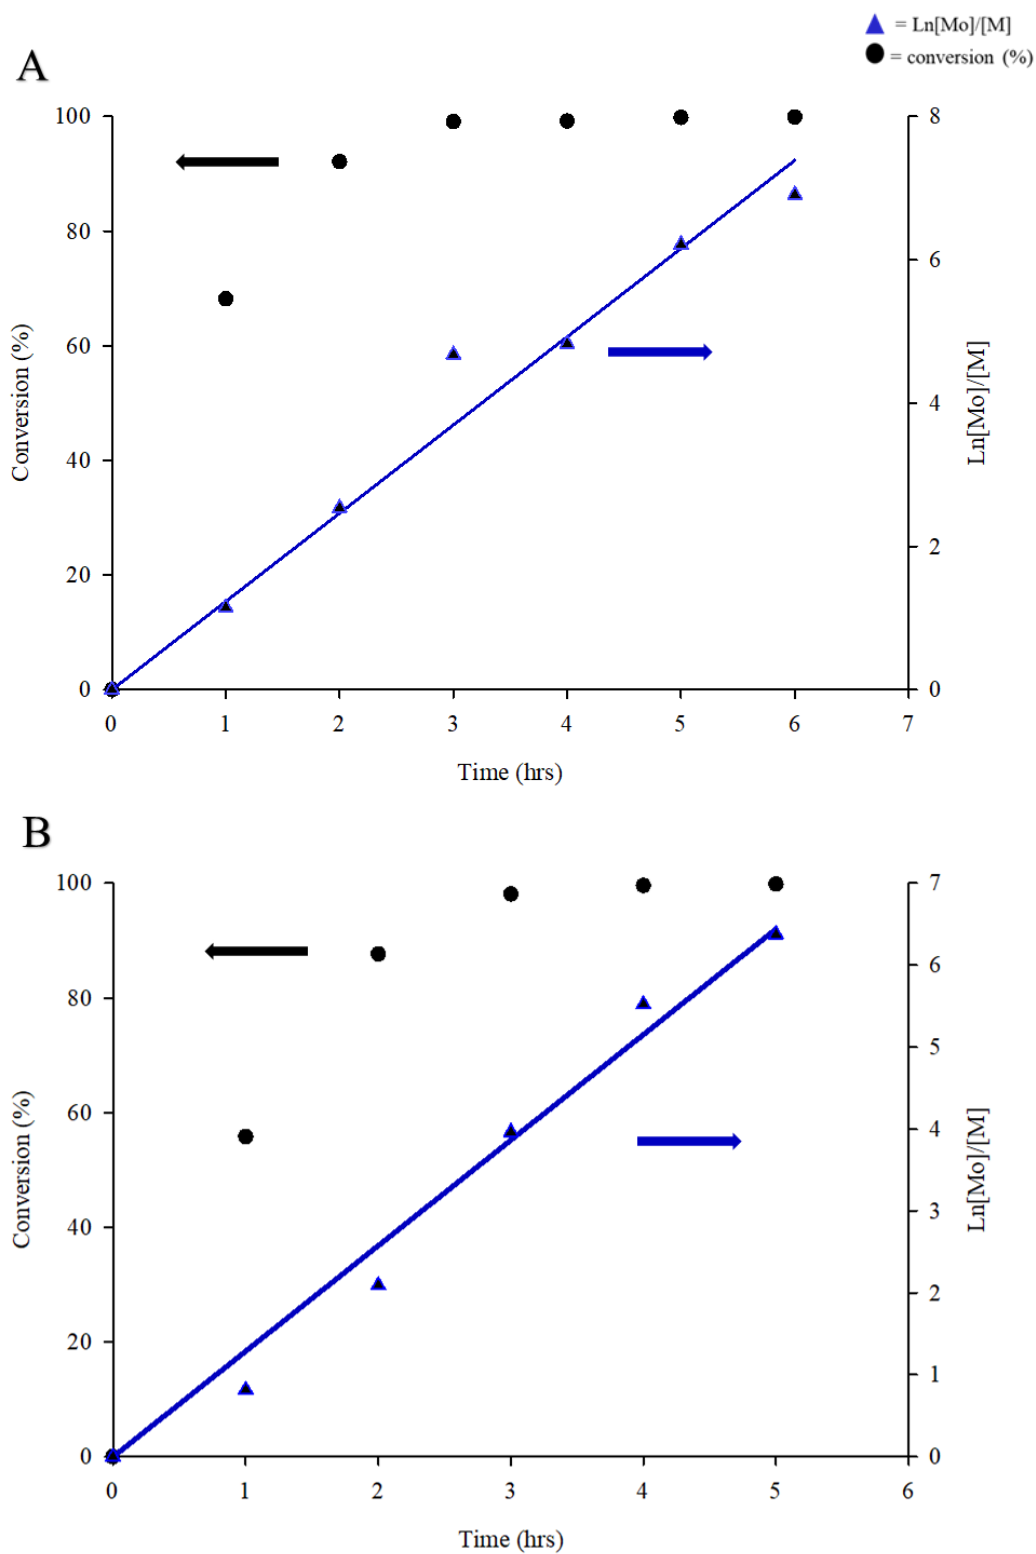 = Ln[Mo]/[M]
= conversion (%)
A
100
80
60
40
20
0
Conversion (%)
8
6
4
2
0
Ln[Mo]/[M]
0 1 2 3 4 5 6 7
Time (hrs)
B
100
80
60
40
20
0
Conversion (%)
7
6
5
4
3
2
1
0
Ln[Mo]/[M]
0 1 2 3 4 5 6
Time (hrs)